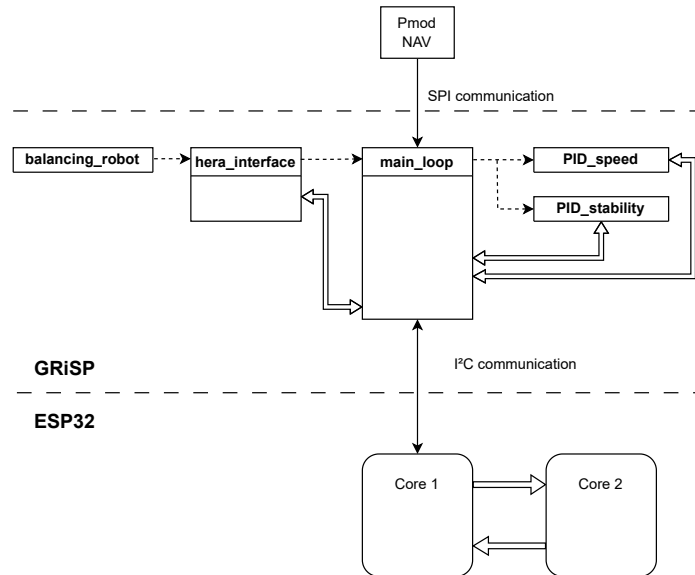 Pmod
NAV
SPI communication
balancing_robot
hera_interface
main_loop
PID_speed
PID_stability
GRiSP
I²C communication
ESP32
Core 1
Core 2